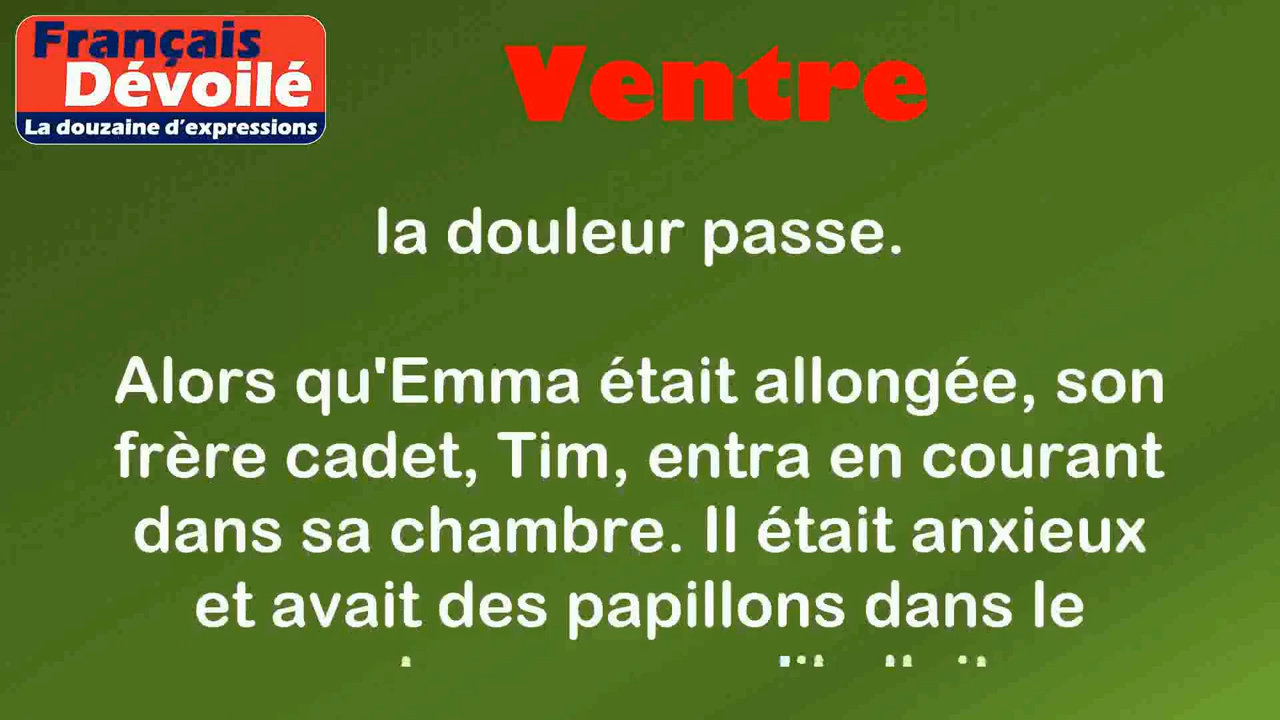 Français
Dévoilé
La douzaine d'expressions
Ventre
la douleur passe.
Alors qu'Emma était allongée, son
frère cadet, Tim, entra en courant
dans sa chambre. Il était anxieux
et avait des papillons dans le